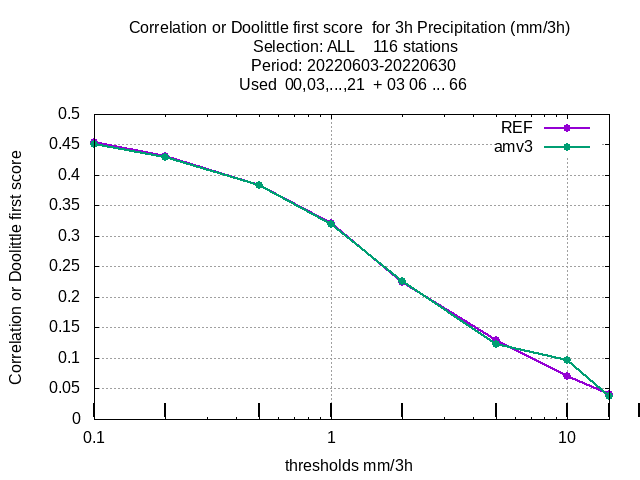 Correlation or Doolittle first score  for 3h Precipitation (mm/3h)
Selection: ALL    116 stations
Period: 20220603-20220630
Used  00,03,...,21  + 03 06 ... 66
REF
amv3
0.5
0.45
0.4
0.35
0.3
0.25
0.2
0.15
0.1
0.05
0
Correlation or Doolittle first score
0.1
1
10
thresholds mm/3h